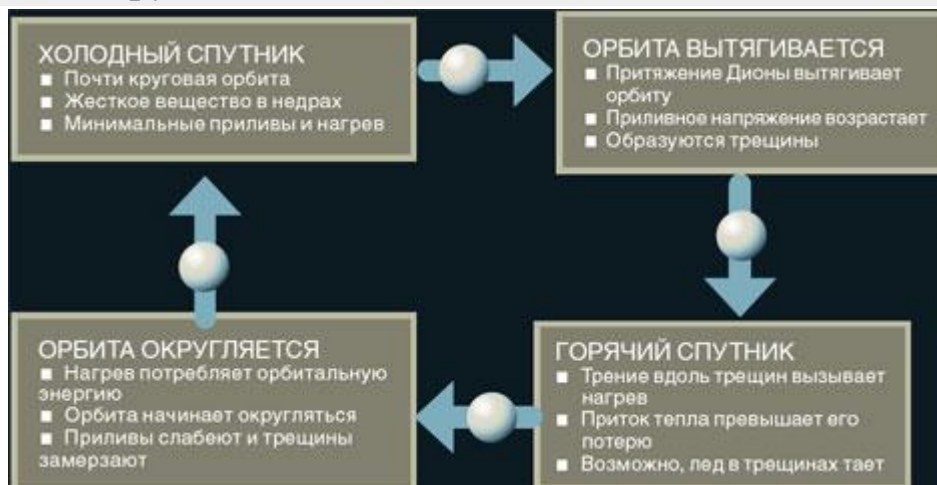 ХОЛОДНЫЙ СПУТНИК
■ Почти круговая орбита
■ Жесткое вещество в недрах
■ Минимальные приливы и нагрев
ОРБИТА ВЫТЯГИВАЕТСЯ
■ Притяжение Дионы вытягивает
орбиту
■ Приливное напряжение возрастает
■ Образуются трещины
ГОРЯЧИЙ СПУТНИК
■ Трение вдоль трещин вызывает
нагрев
■ Приток тепла превышает его
потерю
■ Возможно, лед в трещинах тает
ОРБИТА ОКРУГЛЯЕТСЯ
■ Нагрев потребляет орбитальную
энергию
■ Орбита начинает округляться
■ Приливы слабеют и трещины
замерзают